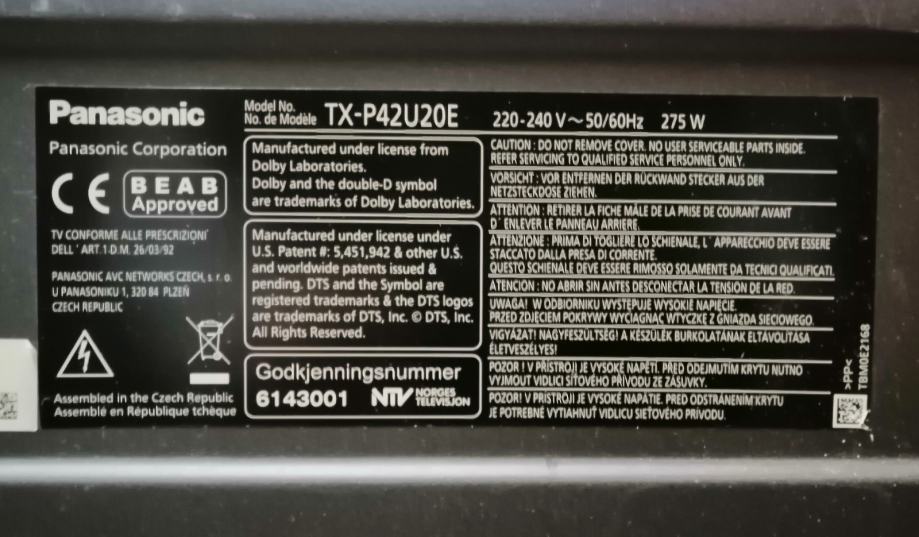 Panasonic
Model No.
No. de Modèle TX-P42U20E
220-240 V~50/60Hz 275 W
Panasonic Corporation
CE
BEAB
Approved
TV CONFORME ALLE PRESCRIZIONI
DELL' ART.1-D.M. 26/03/92
PANASONIC AVC NETWORKS CZECH, s. r. o.
U PANASONIKU 1, 320 84 PLZEŇ
CZECH REPUBLIC
Assembled in the Czech Republic
Assemblé en République tchèque
Manufactured under license from
Dolby Laboratories.
Dolby and the double-D symbol
are trademarks of Dolby Laboratories.
Manufactured under license under
U.S. Patent #: 5,451,942 & other U.S.
and worldwide patents issued &
pending. DTS and the Symbol are
registered trademarks & the DTS logos
are trademarks of DTS, Inc. © DTS, Inc.
All Rights Reserved.
Godkjenningsnummer
6143001 NTV NORGES
TELEVISJON
CAUTION : DO NOT REMOVE COVER. NO USER SERVICEABLE PARTS INSIDE.
REFER SERVICING TO QUALIFIED SERVICE PERSONNEL ONLY.
VORSICHT : VOR ENTFERNEN DER RÜCKWAND STECKER AUS DER
NETZSTECKDOSE ZIEHEN.
ATTENTION : RETIRER LA FICHE MÂLE DE LA PRISE DE COURANT AVANT
D' ENLEVER LE PANNEAU ARRIERE.
ATTENZIONE : PRIMA DI TOGLIERE LO SCHIENALE, L' APPARECCHIO DEVE ESSERE
STACCATO DALLA PRESA DI CORRENTE.
QUESTO SCHIENALE DEVE ESSERE RIMOSSO SOLAMENTE DA TECNICI QUALIFICATI.
ATENCIÓN : NO ABRIR SIN ANTES DESCONECTAR LA TENSION DE LA RED.
UWAGA! W ODBIORNIKU WYSTĘPUJE WYSOKIE NAPIĘCIE.
PRZED ZDJĘCIEM POKRYWY WYCIĄGNĄĆ WTYCZKĘ Z GNIAZDA SIECIOWEGO.
VIGYÁZAT! NAGYFESZÜLTSÉG! A KÉSZÜLÉK BURKOLATÁNAK ELTÁVOLÍTÁSA
ÉLETVESZÉLYES!
POZOR ! V PŘÍSTROJI JE VYSOKÉ NAPĚTÍ. PŘED ODEJMUTÍM KRYTU NUTNO
VYJMOUT VIDLICI SÍŤOVÉHO PŘÍVODU ZE ZÁSUVKY.
POZOR! V PRÍSTROJI JE VYSOKÉ NAPÄTIE. PRED ODSTRÁNENÍM KRYTU
JE POTREBNÉ VYTIAHNUŤ VIDLICU SIEŤOVÉHO PRÍVODU.
>PP<
TBM0E2168